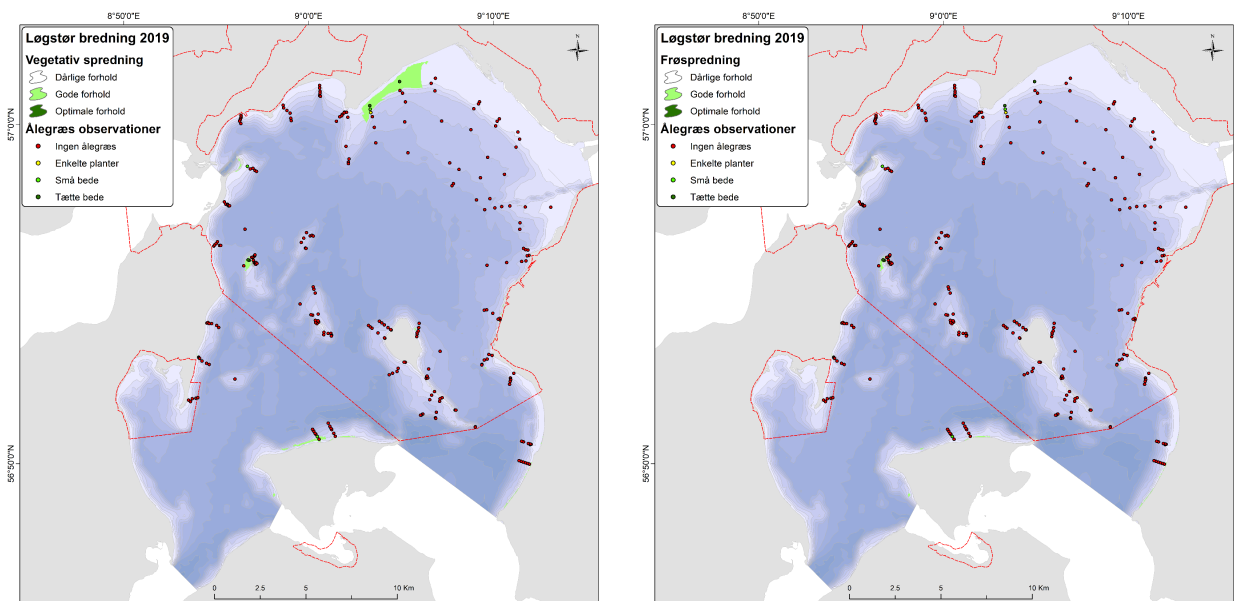 8°50'0"E 9°0'0"E 9°10'0"E
Løgstør bredning 2019
Vegetativ spredning
Dårlige forhold
Gode forhold
Optimale forhold
Ålegræs observationer
Ingen ålegræs
Enkelte planter
Små bede
Tætte bede
N
57°0'0"N
56°50'0"N
0 2.5 5 10 Km
8°50'0"E 9°0'0"E 9°10'0"E
Løgstør bredning 2019
Frøspredning
Dårlige forhold
Gode forhold
Optimale forhold
Ålegræs observationer
Ingen ålegræs
Enkelte planter
Små bede
Tætte bede
N
57°0'0"N
56°50'0"N
0 2.5 5 10 Km